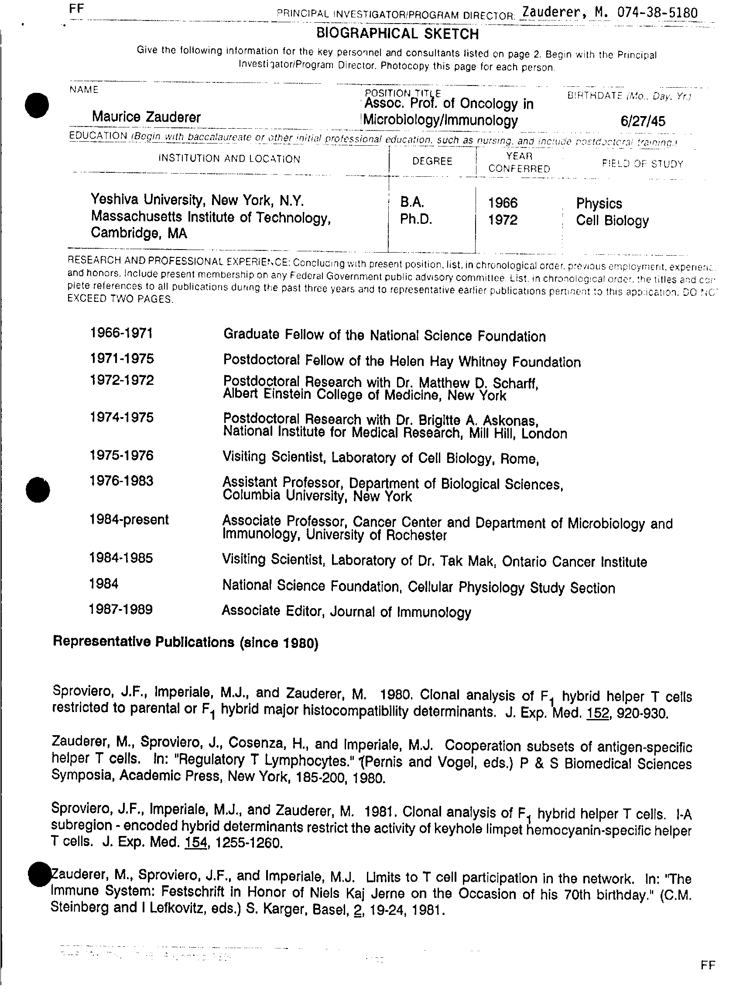 FF
PRINCIPAL INVESTIGATOR/PROGRAM DIRECTOR: Zauderer, M. 074-38-5180
BIOGRAPHICAL SKETCH
Give the following information for the key personnel and consultants listed on page 2. Begin with the Principal
Investigator/Program Director. Photocopy this page for each person.
NAME
POSITION TITLE
BIRTHDATE (Mo., Day, Yr.)
Maurice Zauderer
Assoc. Prof. of Oncology in
Microbiology/Immunology
6/27/45
EDUCATION (Begin with baccalaureate or other initial professional education, such as nursing, and include postdoctoral training.)
INSTITUTION AND LOCATION
DEGREE
YEAR
CONFERRED
FIELD OF STUDY
Yeshiva University, New York, N.Y. B.A. 1966 Physics
Massachusetts Institute of Technology, Ph.D. 1972 Cell Biology
Cambridge, MA
RESEARCH AND PROFESSIONAL EXPERIENCE: Concluding with present position, list, in chronological order, previous employment, experienc
and honors. Include present membership on any Federal Government public advisory committee. List, in chronological order, the titles and com
plete references to all publications during the past three years and to representative earlier publications pertinent to this application. DO NOT
EXCEED TWO PAGES.
1966-1971 Graduate Fellow of the National Science Foundation
1971-1975 Postdoctoral Fellow of the Helen Hay Whitney Foundation
1972-1972 Postdoctoral Research with Dr. Matthew D. Scharff,
Albert Einstein College of Medicine, New York
1974-1975 Postdoctoral Research with Dr. Brigitte A. Askonas,
National Institute for Medical Research, Mill Hill, London
1975-1976 Visiting Scientist, Laboratory of Cell Biology, Rome,
1976-1983 Assistant Professor, Department of Biological Sciences,
Columbia University, New York
1984-present Associate Professor, Cancer Center and Department of Microbiology and
Immunology, University of Rochester
1984-1985 Visiting Scientist, Laboratory of Dr. Tak Mak, Ontario Cancer Institute
1984 National Science Foundation, Cellular Physiology Study Section
1987-1989 Associate Editor, Journal of Immunology
Representative Publications (since 1980)
Sproviero, J.F., Imperiale, M.J., and Zauderer, M. 1980. Clonal analysis of F1 hybrid helper T cells
restricted to parental or F1 hybrid major histocompatibility determinants. J. Exp. Med. 152, 920-930.
Zauderer, M., Sproviero, J., Cosenza, H., and Imperiale, M.J. Cooperation subsets of antigen-specific
helper T cells. In: "Regulatory T Lymphocytes." (Pernis and Vogel, eds.) P & S Biomedical Sciences
Symposia, Academic Press, New York, 185-200, 1980.
Sproviero, J.F., Imperiale, M.J., and Zauderer, M. 1981. Clonal analysis of F1 hybrid helper T cells. I-A
subregion - encoded hybrid determinants restrict the activity of keyhole limpet hemocyanin-specific helper
T cells. J. Exp. Med. 154, 1255-1260.
Zauderer, M., Sproviero, J.F., and Imperiale, M.J. Limits to T cell participation in the network. In: "The
Immune System: Festschrift in Honor of Niels Kaj Jerne on the Occasion of his 70th birthday." (C.M.
Steinberg and I Lefkovitz, eds.) S. Karger, Basel, 2, 19-24, 1981.
FF